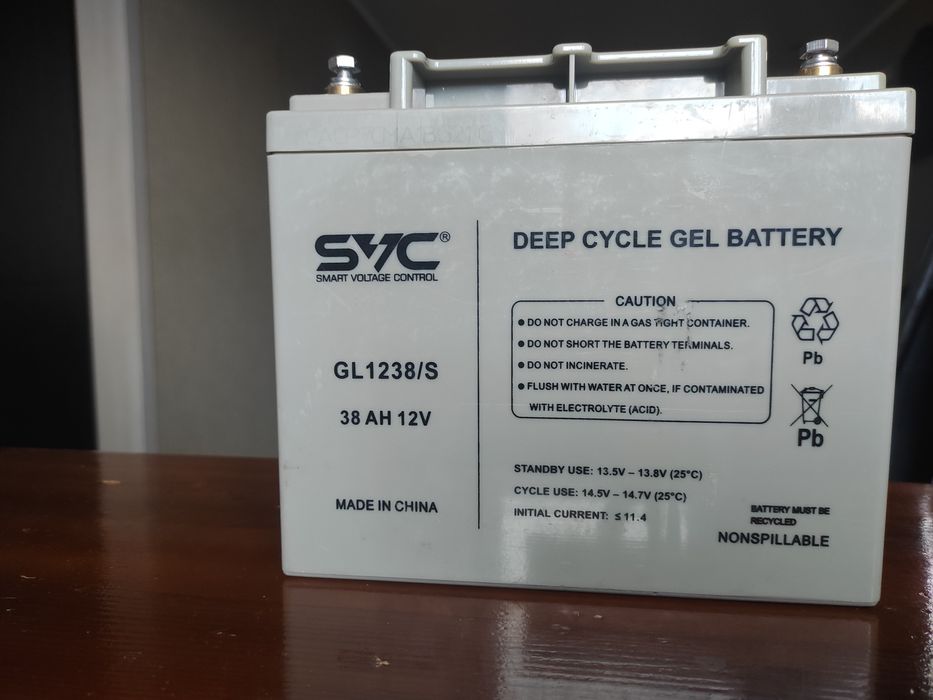 SVC®
SMART VOLTAGE CONTROL
GL1238/S
38 AH 12V
MADE IN CHINA
DEEP CYCLE GEL BATTERY
CAUTION
● DO NOT CHARGE IN A GAS TIGHT CONTAINER.
● DO NOT SHORT THE BATTERY TERMINALS.
● DO NOT INCINERATE.
● FLUSH WITH WATER AT ONCE, IF CONTAMINATED
WITH ELECTROLYTE (ACID).
Pb
Pb
STANDBY USE: 13.5V – 13.8V (25°C)
CYCLE USE: 14.5V – 14.7V (25°C)
INITIAL CURRENT: ≤ 11.4
BATTERY MUST BE
RECYCLED
NONSPILLABLE